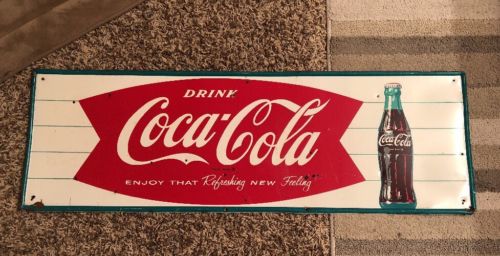 DRINK
Coca-Cola
ENJOY THAT Refreshing NEW Feeling
Coca-Cola